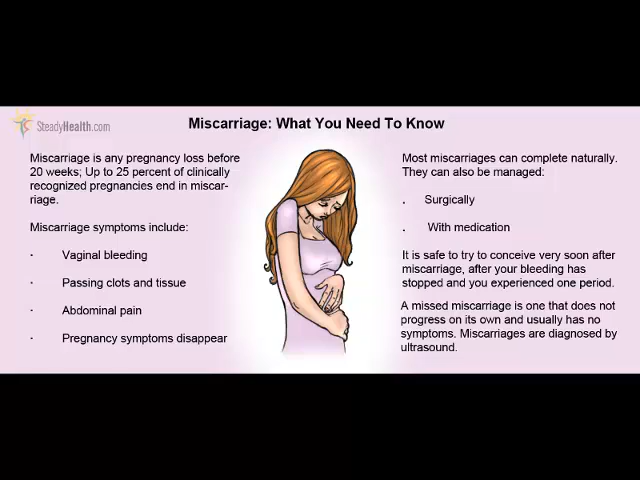 SteadyHealth.com
Miscarriage: What You Need To Know
Miscarriage is any pregnancy loss before
20 weeks; Up to 25 percent of clinically
recognized pregnancies end in miscar-
riage.
Miscarriage symptoms include:
· Vaginal bleeding
· Passing clots and tissue
· Abdominal pain
· Pregnancy symptoms disappear
Most miscarriages can complete naturally.
They can also be managed:
. Surgically
. With medication
It is safe to try to conceive very soon after
miscarriage, after your bleeding has
stopped and you experienced one period.
A missed miscarriage is one that does not
progress on its own and usually has no
symptoms. Miscarriages are diagnosed by
ultrasound.